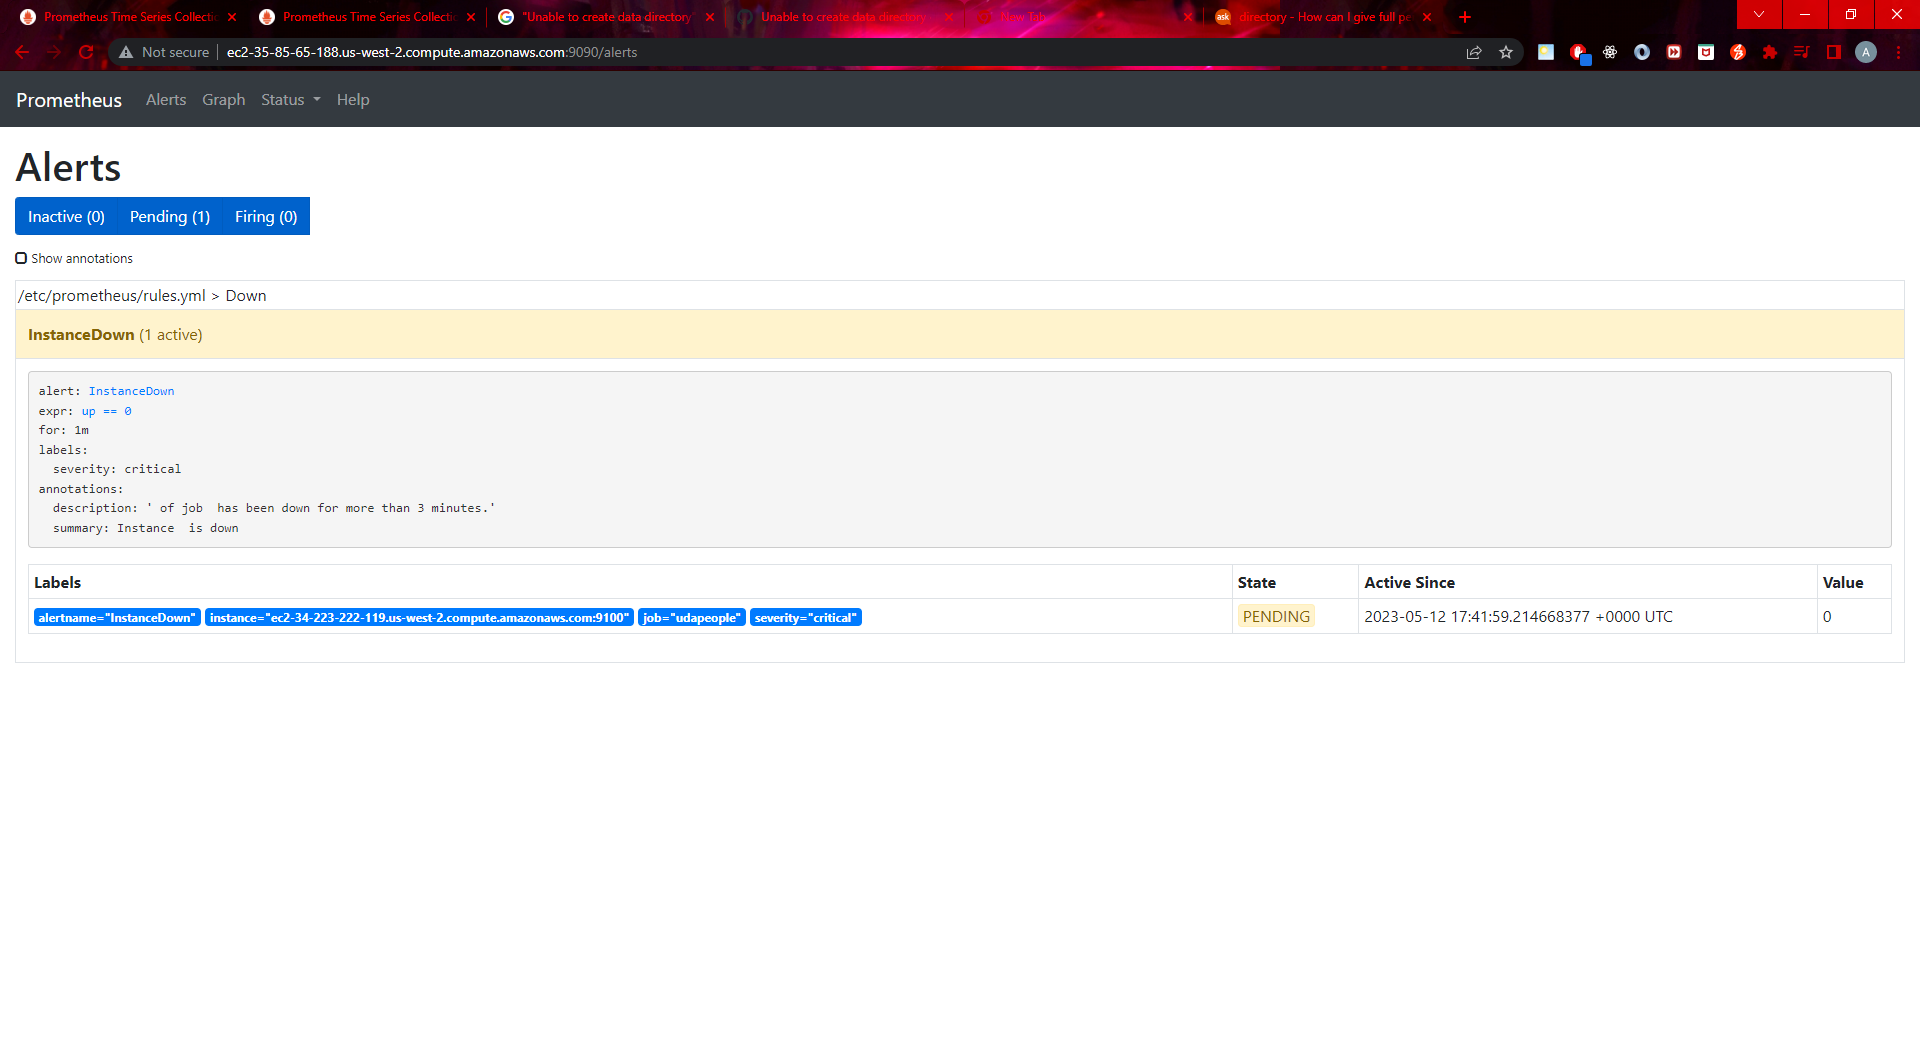 Prometheus Time Series Collectio
Prometheus Time Series Collectio
"Unable to create data directory"
Unable to create data directory
New Tab
directory - How can I give full pe
Not secure
ec2-35-85-65-188.us-west-2.compute.amazonaws.com:9090/alerts
A
Prometheus Alerts Graph Status Help
Alerts
Inactive (0) Pending (1) Firing (0)
Show annotations
/etc/prometheus/rules.yml > Down
InstanceDown (1 active)
alert: InstanceDown
expr: up == 0
for: 1m
labels:
  severity: critical
annotations:
  description: ' of job  has been down for more than 3 minutes.'
  summary: Instance  is down
Labels State Active Since Value
alertname="InstanceDown" instance="ec2-34-223-222-119.us-west-2.compute.amazonaws.com:9100" job="udapeople" severity="critical" PENDING 2023-05-12 17:41:59.214668377 +0000 UTC 0